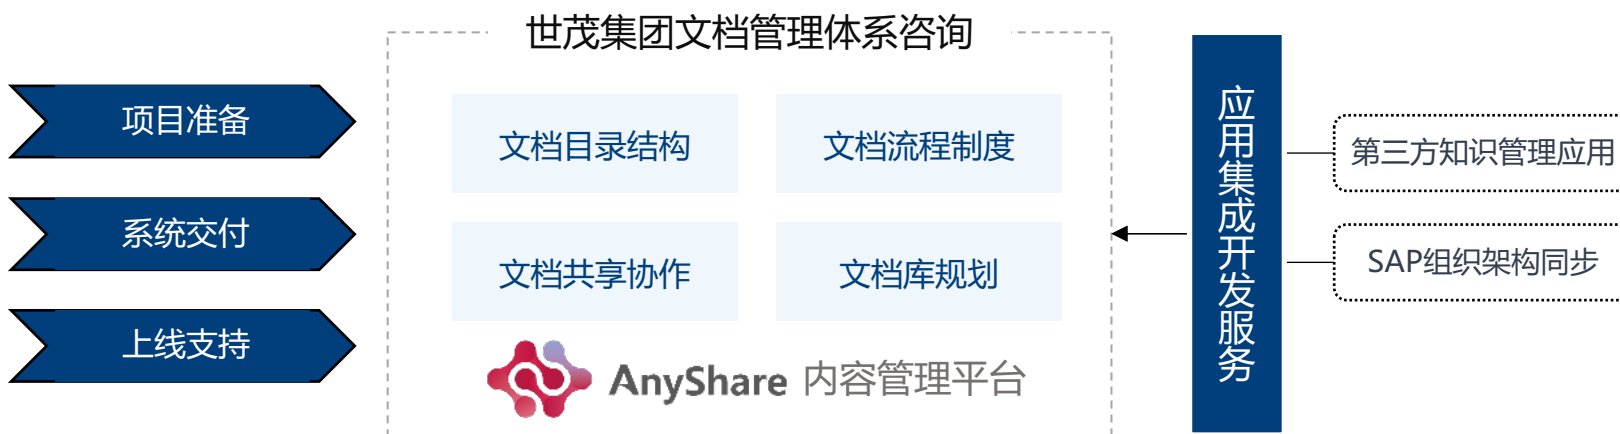 世茂集团文档管理体系咨询
项目准备
系统交付
上线支持
文档目录结构
文档流程制度
文档共享协作
文档库规划
AnyShare 内容管理平台
应用集成开发服务
第三方知识管理应用
SAP组织架构同步